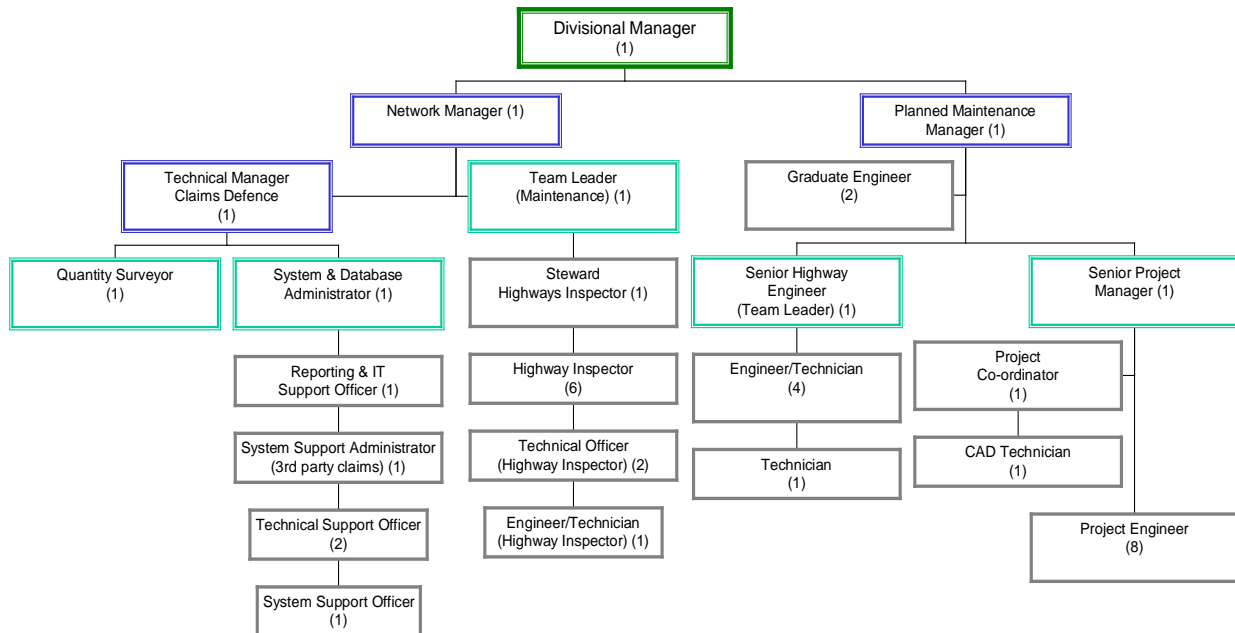 Divisional Manager
(1)
Network Manager (1)
Planned Maintenance
Manager (1)
Technical Manager
Claims Defence
(1)
Team Leader
(Maintenance) (1)
Graduate Engineer
(2)
Quantity Surveyor
(1)
System & Database
Administrator (1)
Steward
Highways Inspector (1)
Senior Highway
Engineer
(Team Leader) (1)
Senior Project
Manager (1)
Reporting & IT
Support Officer (1)
Highway Inspector
(6)
Engineer/Technician
(4)
Project
Co-ordinator
(1)
System Support Administrator
(3rd party claims) (1)
Technical Officer
(Highway Inspector) (2)
Technician
(1)
CAD Technician
(1)
Technical Support Officer
(2)
Engineer/Technician
(Highway Inspector) (1)
Project Engineer
(8)
System Support Officer
(1)